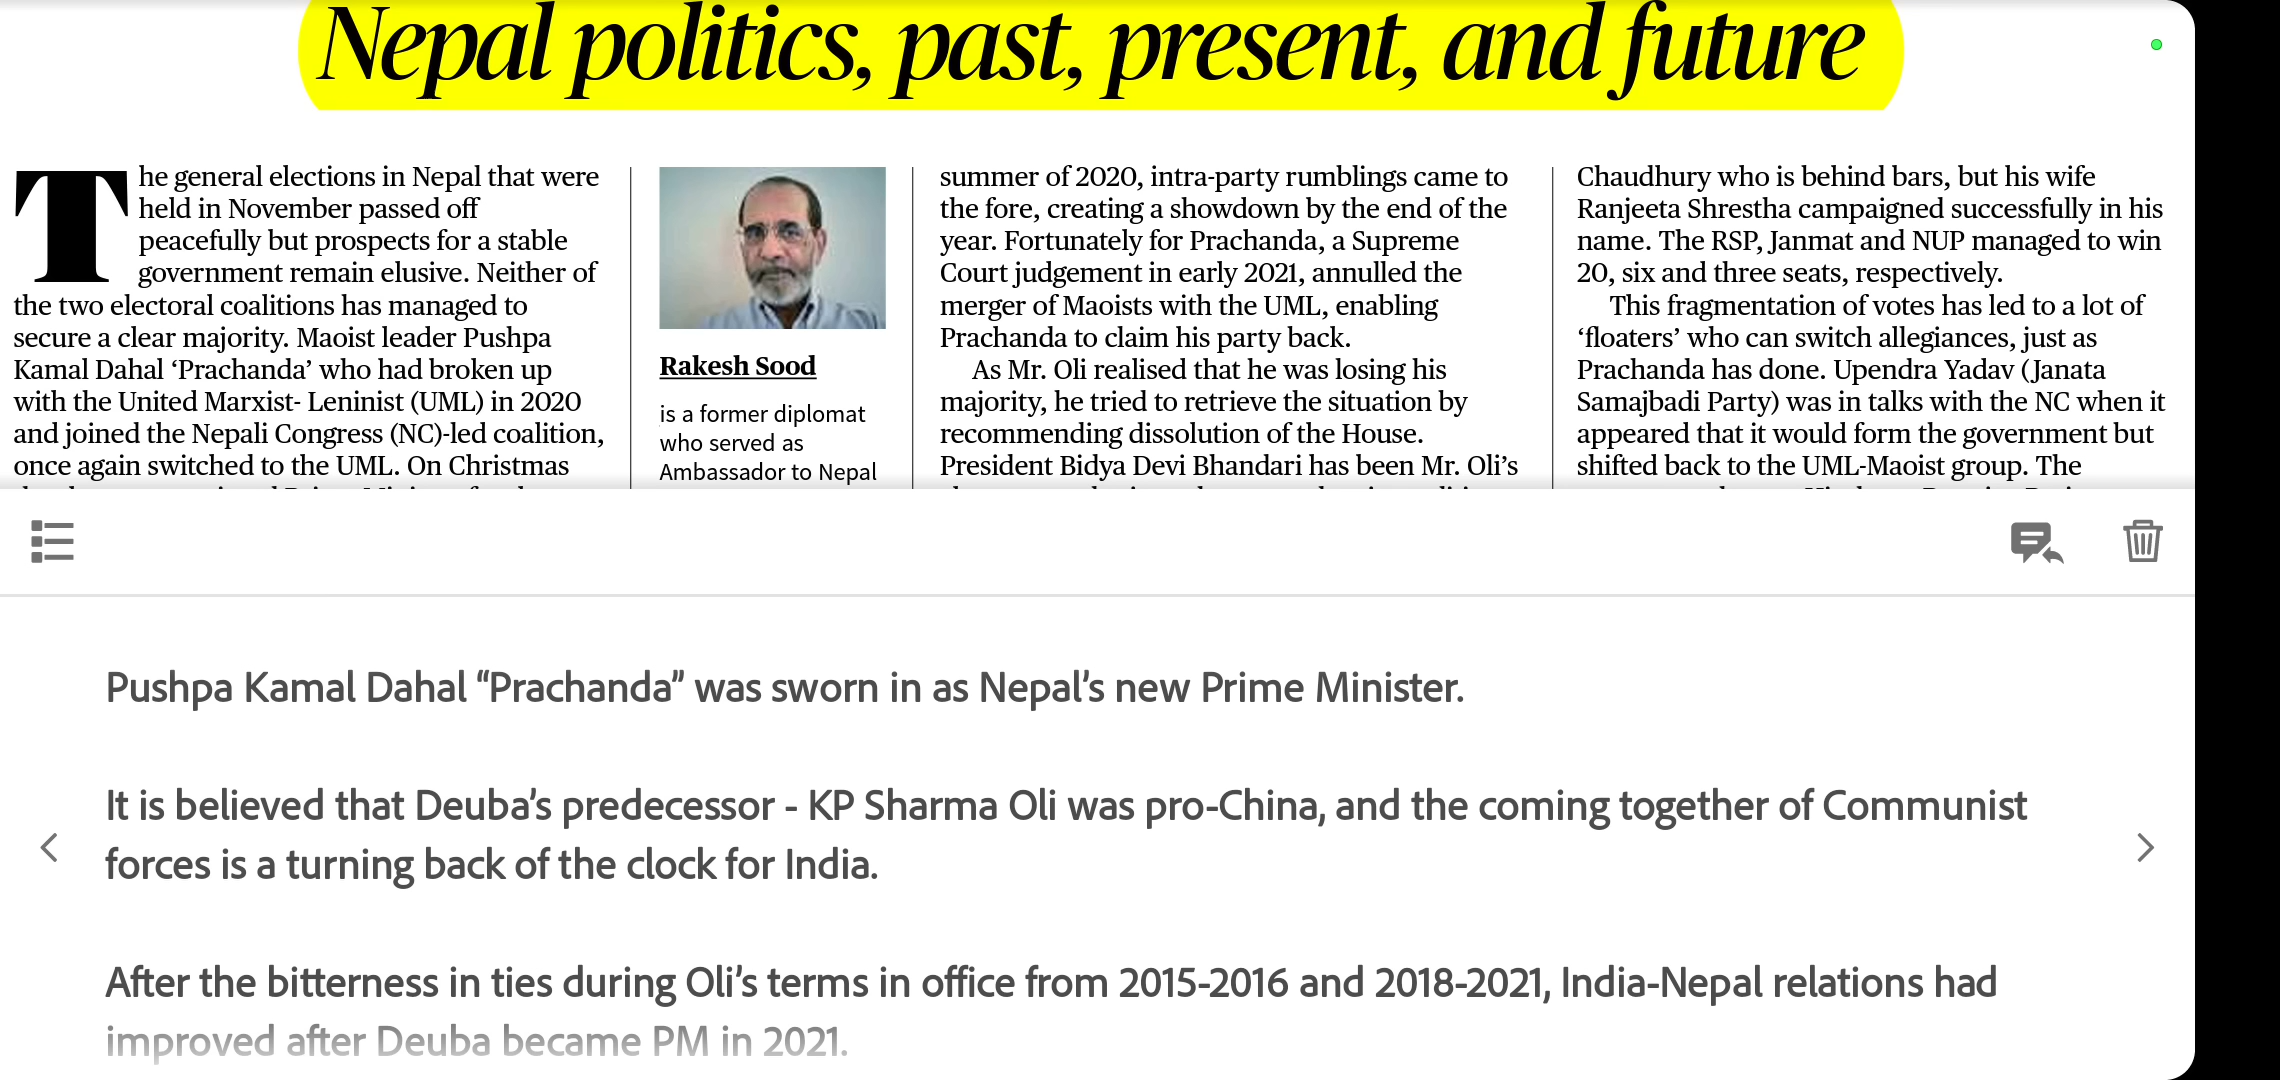 Nepal politics, past, present, and future
The general elections in Nepal that were
held in November passed off
peacefully but prospects for a stable
government remain elusive. Neither of
the two electoral coalitions has managed to
secure a clear majority. Maoist leader Pushpa
Kamal Dahal ‘Prachanda’ who had broken up
with the United Marxist- Leninist (UML) in 2020
and joined the Nepali Congress (NC)-led coalition,
once again switched to the UML. On Christmas
Rakesh Sood
is a former diplomat
who served as
Ambassador to Nepal
summer of 2020, intra-party rumblings came to
the fore, creating a showdown by the end of the
year. Fortunately for Prachanda, a Supreme
Court judgement in early 2021, annulled the
merger of Maoists with the UML, enabling
Prachanda to claim his party back.
As Mr. Oli realised that he was losing his
majority, he tried to retrieve the situation by
recommending dissolution of the House.
President Bidya Devi Bhandari has been Mr. Oli’s
Chaudhury who is behind bars, but his wife
Ranjeeta Shrestha campaigned successfully in his
name. The RSP, Janmat and NUP managed to win
20, six and three seats, respectively.
This fragmentation of votes has led to a lot of
‘floaters’ who can switch allegiances, just as
Prachanda has done. Upendra Yadav (Janata
Samajbadi Party) was in talks with the NC when it
appeared that it would form the government but
shifted back to the UML-Maoist group. The
Pushpa Kamal Dahal “Prachanda” was sworn in as Nepal’s new Prime Minister.
It is believed that Deuba’s predecessor - KP Sharma Oli was pro-China, and the coming together of Communist
forces is a turning back of the clock for India.
After the bitterness in ties during Oli’s terms in office from 2015-2016 and 2018-2021, India-Nepal relations had
improved after Deuba became PM in 2021.